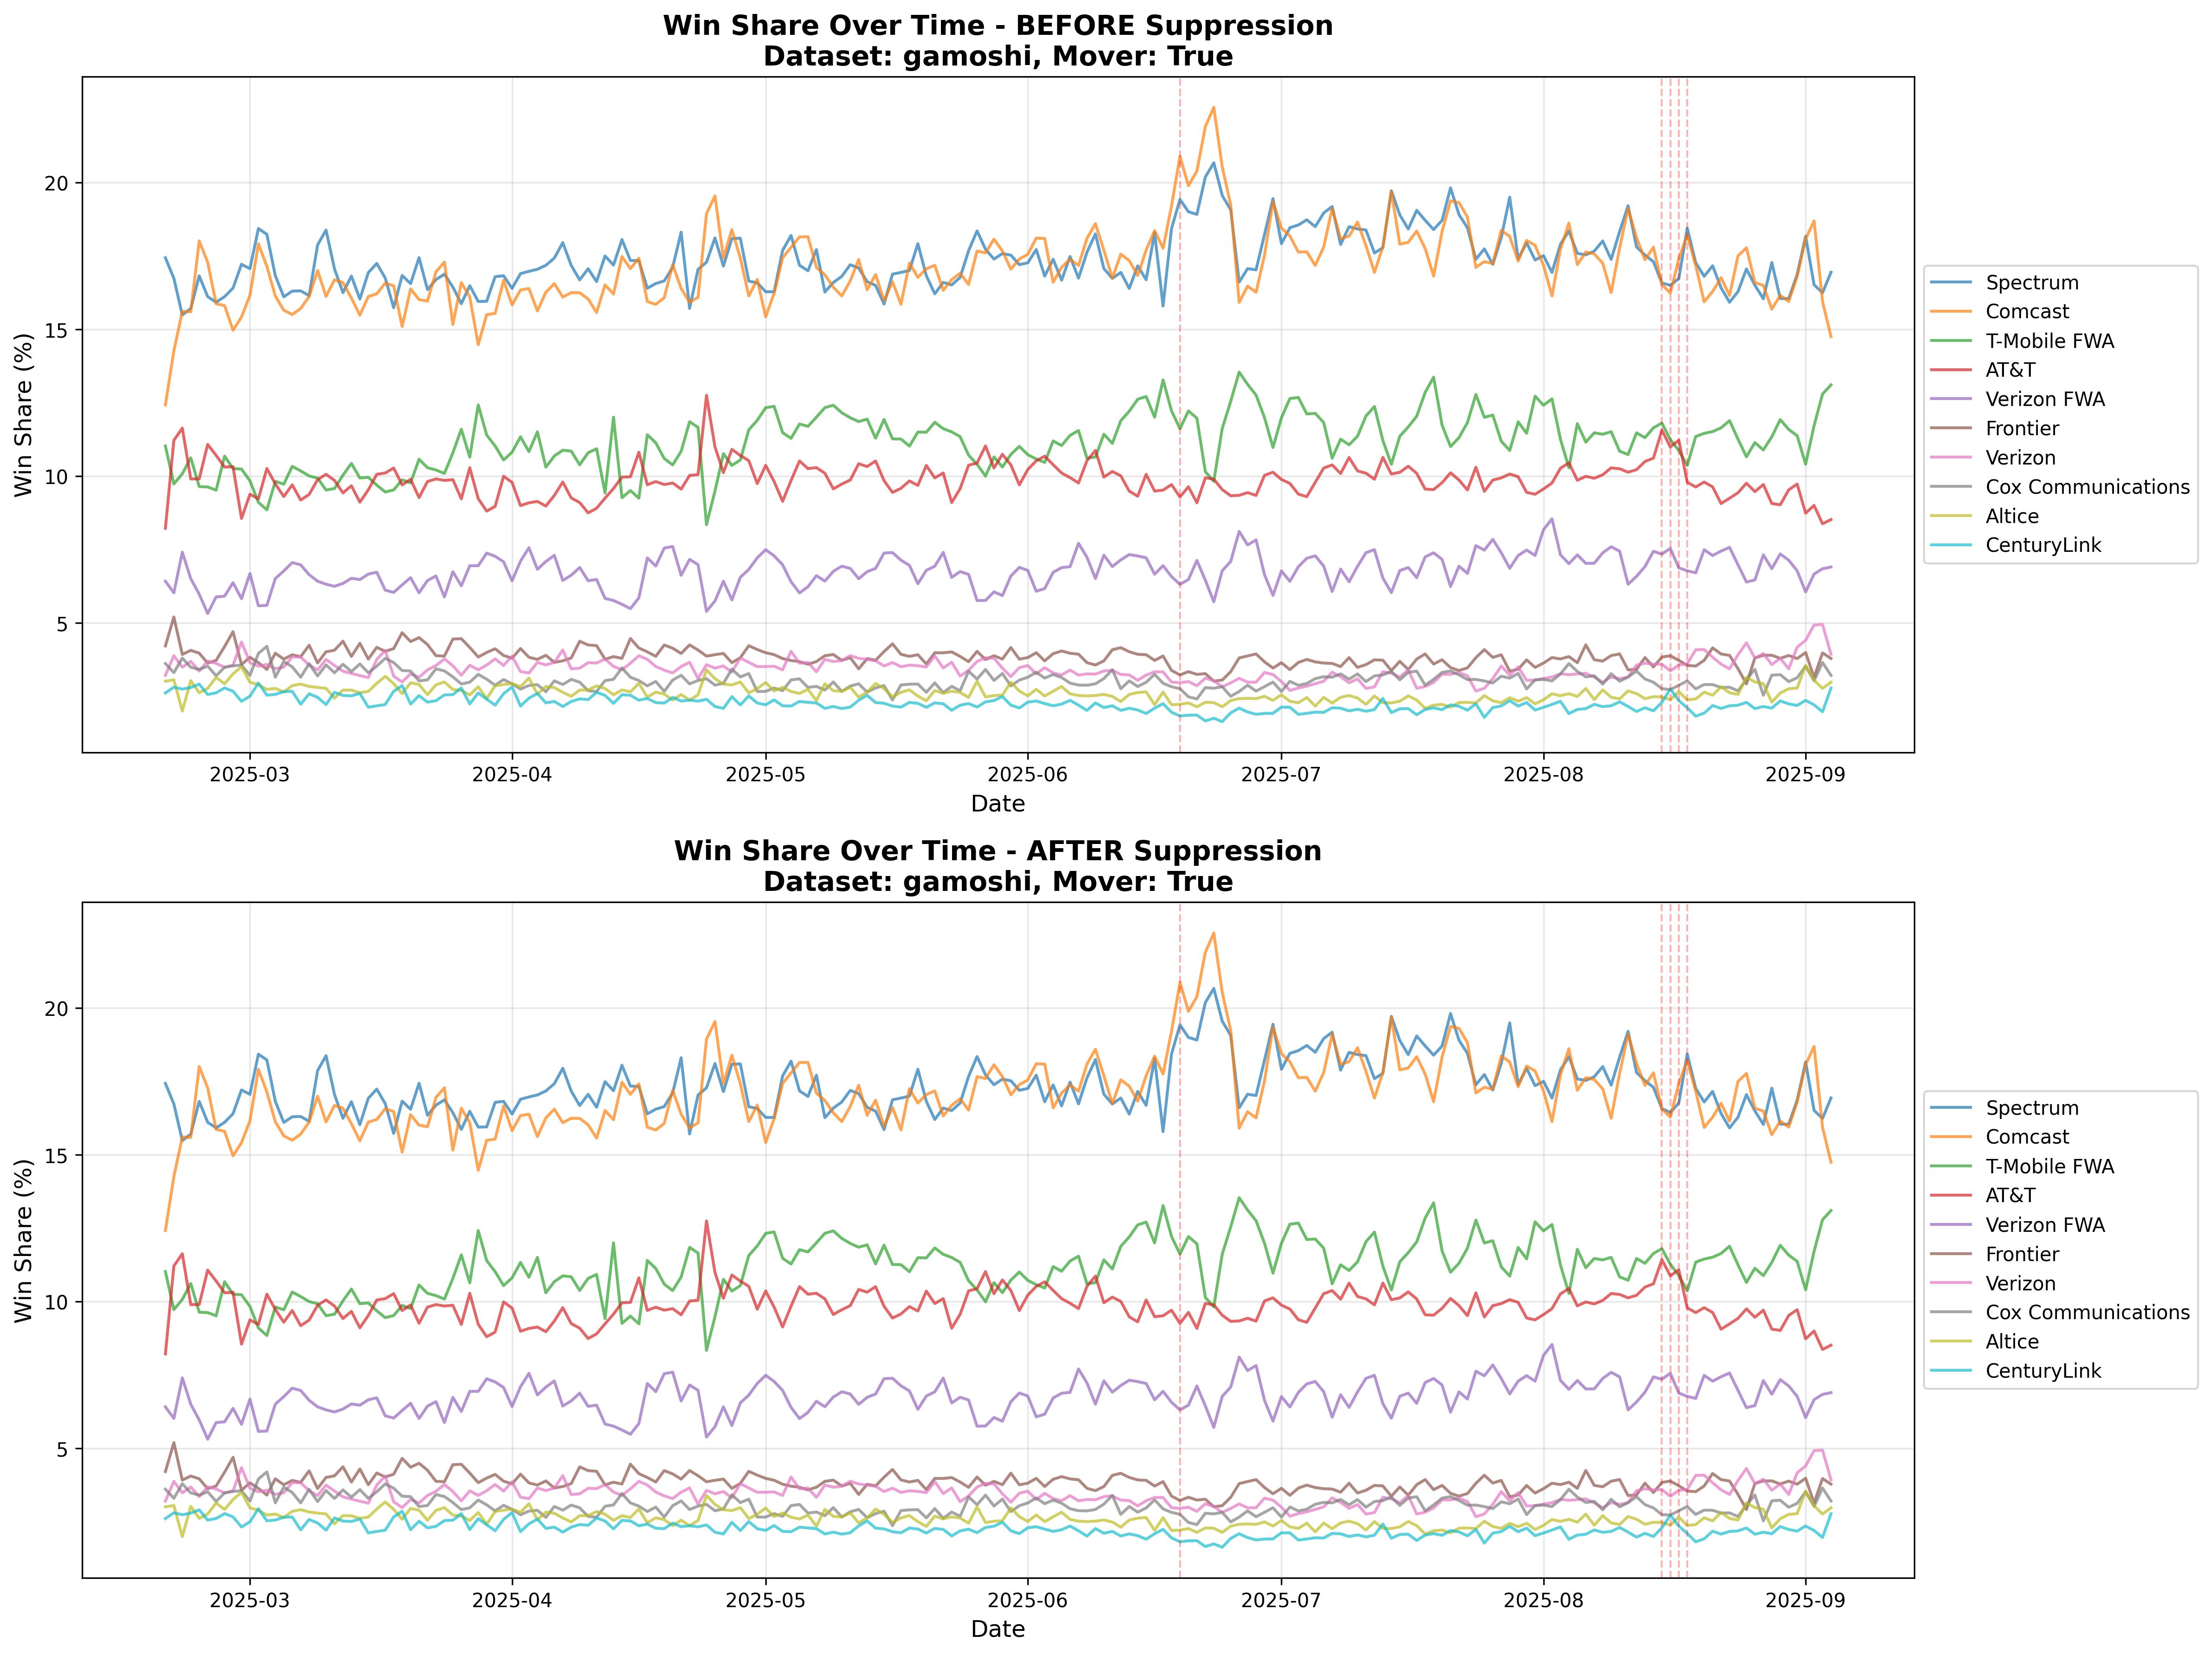 Win Share Over Time - BEFORE Suppression
Dataset: gamoshi, Mover: True
Win Share (%)
20
15
10
5
2025-03
2025-04
2025-05
2025-06
2025-07
2025-08
2025-09
Date
Spectrum
Comcast
T-Mobile FWA
AT&T
Verizon FWA
Frontier
Verizon
Cox Communications
Altice
CenturyLink
Win Share Over Time - AFTER Suppression
Dataset: gamoshi, Mover: True
Win Share (%)
20
15
10
5
2025-03
2025-04
2025-05
2025-06
2025-07
2025-08
2025-09
Date
Spectrum
Comcast
T-Mobile FWA
AT&T
Verizon FWA
Frontier
Verizon
Cox Communications
Altice
CenturyLink